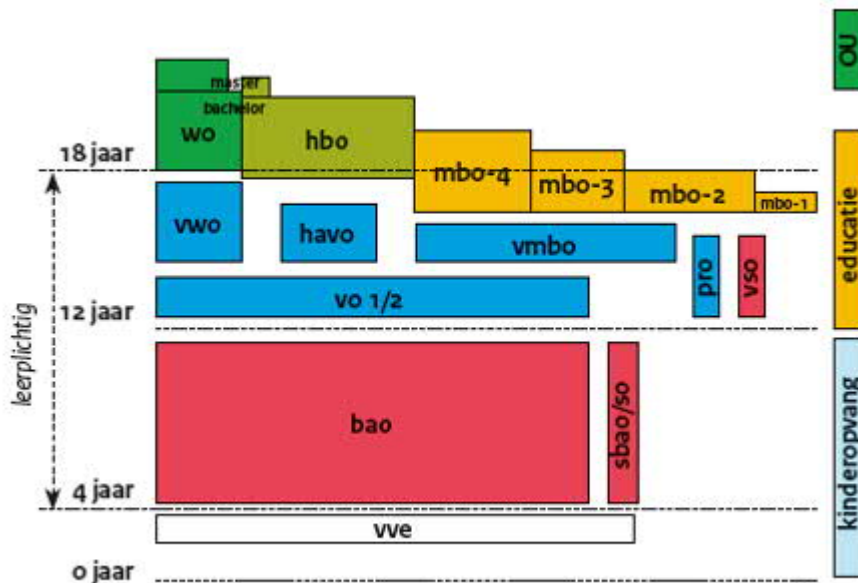 OU
master
bachelor
wo
hbo
18 jaar
mbo-4
mbo-3
mbo-2
mbo-1
vwo
havo
vmbo
pro
vso
educatie
vo 1/2
12 jaar
leerplichtig
bao
sbao/so
kinderopvang
4 jaar
vve
0 jaar